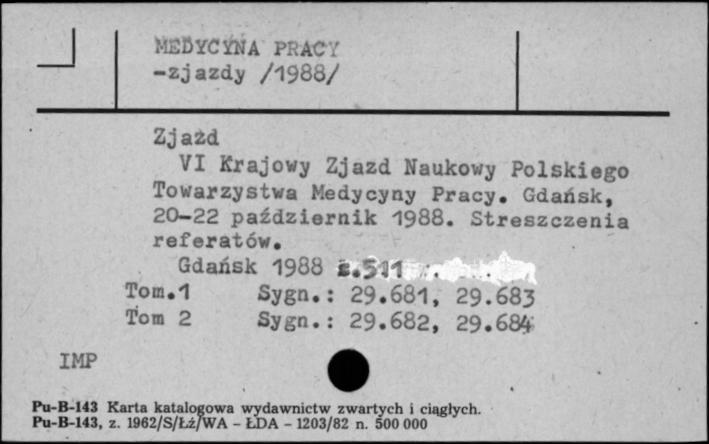 MEDYCYNA PRACY
-zjazdy /1988/
Zjazd
VI Krajowy Zjazd Naukowy Polskiego
Towarzystwa Medycyny Pracy. Gdańsk,
20-22 październik 1988. Streszczenia
referatów.
Gdańsk 1988 s.511
Tom.1 Sygn.: 29.681, 29.683
Tom 2 Sygn.: 29.682, 29.684
IMP
Pu-B-143 Karta katalogowa wydawnictw zwartych i ciągłych.
Pu-B-143, z. 1962/S/Łź/WA - ŁDA - 1203/82 n. 500 000